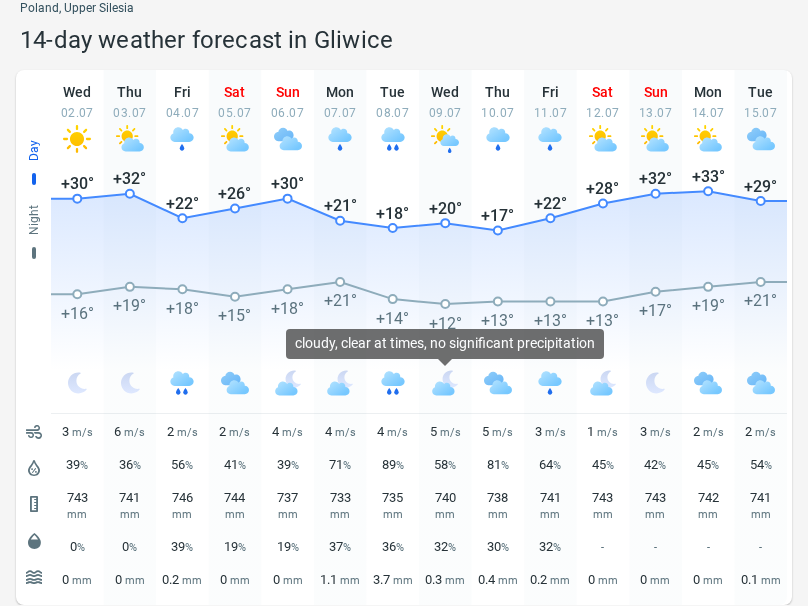 Poland, Upper Silesia
14-day weather forecast in Gliwice
Wed Thu Fri Sat Sun Mon Tue Wed Thu Fri Sat Sun Mon Tue
02.07 03.07 04.07 05.07 06.07 07.07 08.07 09.07 10.07 11.07 12.07 13.07 14.07 15.07
Day
Night
+30° +32° +22° +26° +30° +21° +18° +20° +17° +22° +28° +32° +33° +29°
+16° +19° +18° +15° +18° +21° +14° +12° +13° +13° +13° +17° +19° +21°
cloudy, clear at times, no significant precipitation
3 m/s 6 m/s 2 m/s 2 m/s 4 m/s 4 m/s 4 m/s 5 m/s 5 m/s 3 m/s 1 m/s 3 m/s 2 m/s 2 m/s
39% 36% 56% 41% 39% 71% 89% 58% 81% 64% 45% 42% 45% 54%
743 741 746 744 737 733 735 740 738 741 743 743 742 741
mm mm mm mm mm mm mm mm mm mm mm mm mm mm
0% 0% 39% 19% 19% 37% 36% 32% 30% 32% - - - -
0 mm 0 mm 0.2 mm 0 mm 0 mm 1.1 mm 3.7 mm 0.3 mm 0.4 mm 0.2 mm 0 mm 0 mm 0 mm 0.1 mm